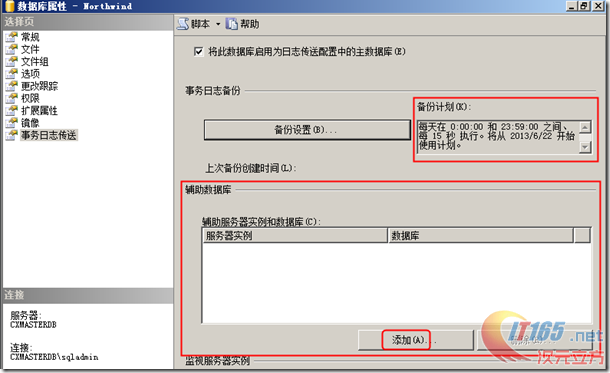 数据库属性 - Northwind
选择页
常规
文件
文件组
选项
更改跟踪
权限
扩展属性
镜像
事务日志传送
连接
服务器:
CXMASTERDB
连接:
CXMASTERDB\sqladmin
脚本
帮助
将此数据库启用为日志传送配置中的主数据库(E)
事务日志备份
备份计划(K):
备份设置(B)...
每天在 0:00:00 和 23:59:00 之间、
每 15 秒 执行。将从 2013/6/22 开始
使用计划。
上次备份创建时间(L):
辅助数据库
辅助服务器实例和数据库(C):
服务器实例
数据库
添加(A)...
监视服务器实例
IT165.net
次元立方